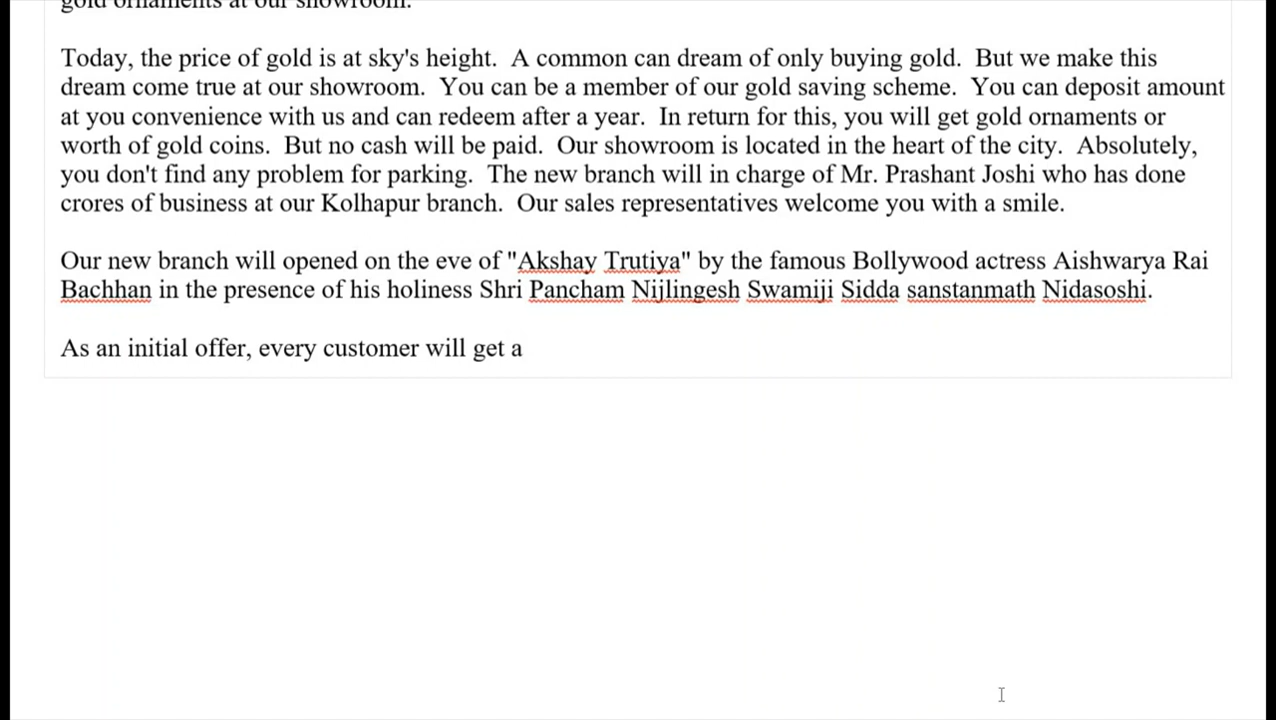 gold ornaments at our showroom.
Today, the price of gold is at sky's height.  A common can dream of only buying gold.  But we make this
dream come true at our showroom.  You can be a member of our gold saving scheme.  You can deposit amount
at you convenience with us and can redeem after a year.  In return for this, you will get gold ornaments or
worth of gold coins.  But no cash will be paid.  Our showroom is located in the heart of the city.  Absolutely,
you don't find any problem for parking.  The new branch will in charge of Mr. Prashant Joshi who has done
crores of business at our Kolhapur branch.  Our sales representatives welcome you with a smile.
Our new branch will opened on the eve of "Akshay Trutiya" by the famous Bollywood actress Aishwarya Rai
Bachhan in the presence of his holiness Shri Pancham Nijlingesh Swamiji Sidda sanstanmath Nidasoshi.
As an initial offer, every customer will get a